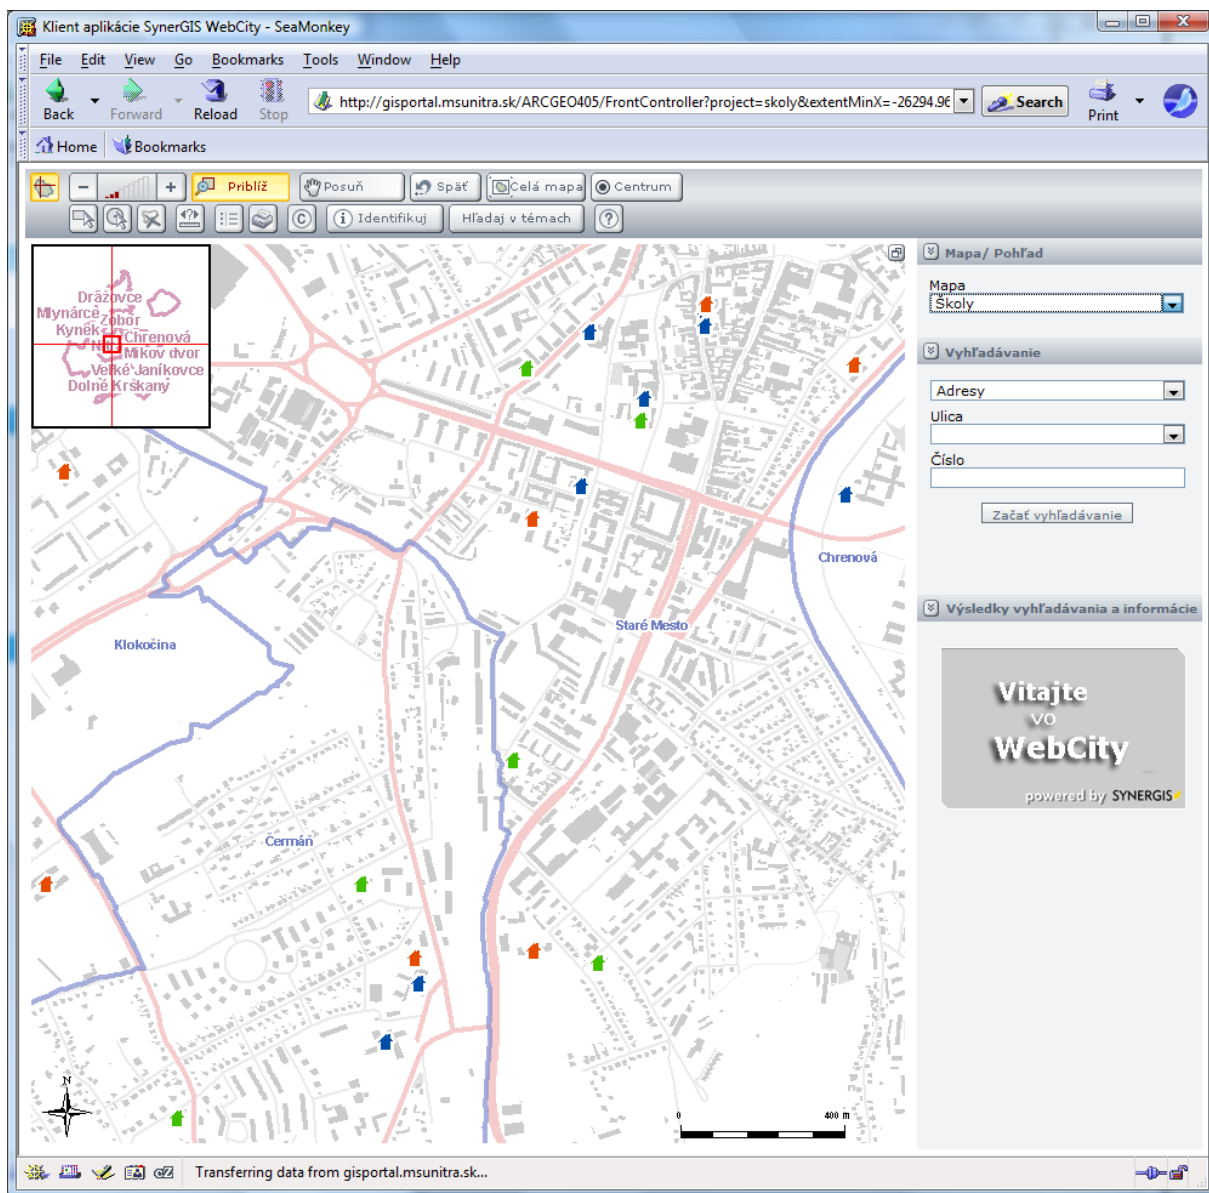 Klient aplikácie SynerGIS WebCity - SeaMonkey
File Edit View Go Bookmarks Tools Window Help
Back Forward Reload Stop http://gisportal.msunitra.sk/ARCGEO405/FrontController?project=skoly&extentMinX=-26294.96 Search Print
Home Bookmarks
Priblíž Posuň Späť Celá mapa Centrum
Identifikuj Hľadaj v témach
Mapa/ Pohľad
Mapa
Školy
Vyhľadávanie
Adresy
Ulica
Číslo
Začať vyhľadávanie
Výsledky vyhľadávania a informácie
Vitajte
vo
WebCity
powered by SYNERGIS
Drážovce
Mlynárce
Zobor
Kynek
Chrenová
Mikov dvor
Veľké Janíkovce
Dolné Krškany
Chrenová
Staré Mesto
Klokočina
Čermáň
N
0 400 m
Transferring data from gisportal.msunitra.sk...